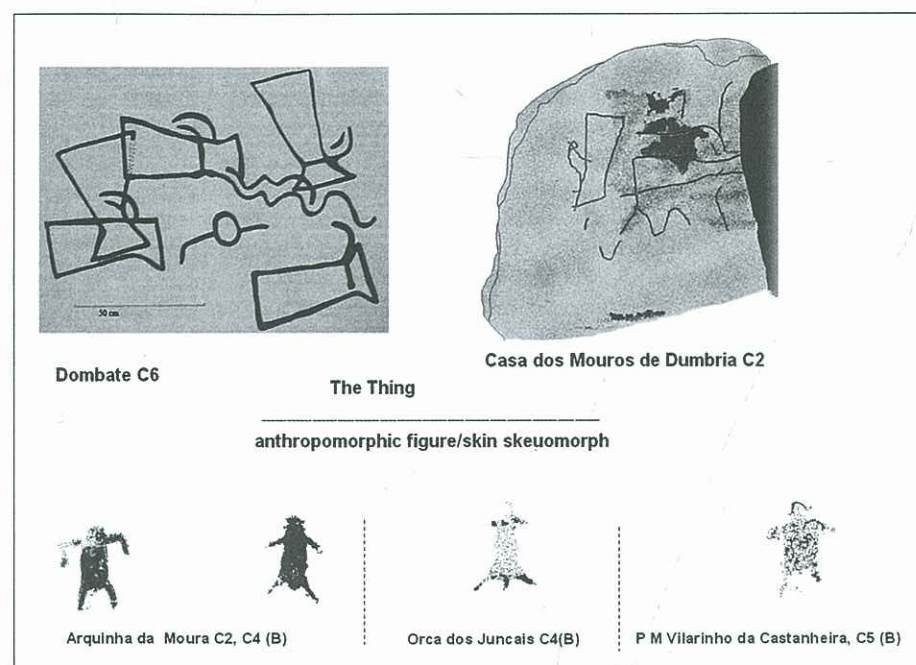 50 cm
Dombate C6
Casa dos Mouros de Dumbria C2
The Thing
anthropomorphic figure/skin skeuomorph
Arquinha da Moura C2, C4 (B)
Orca dos Juncais C4(B)
P M Vilarinho da Castanheira, C5 (B)